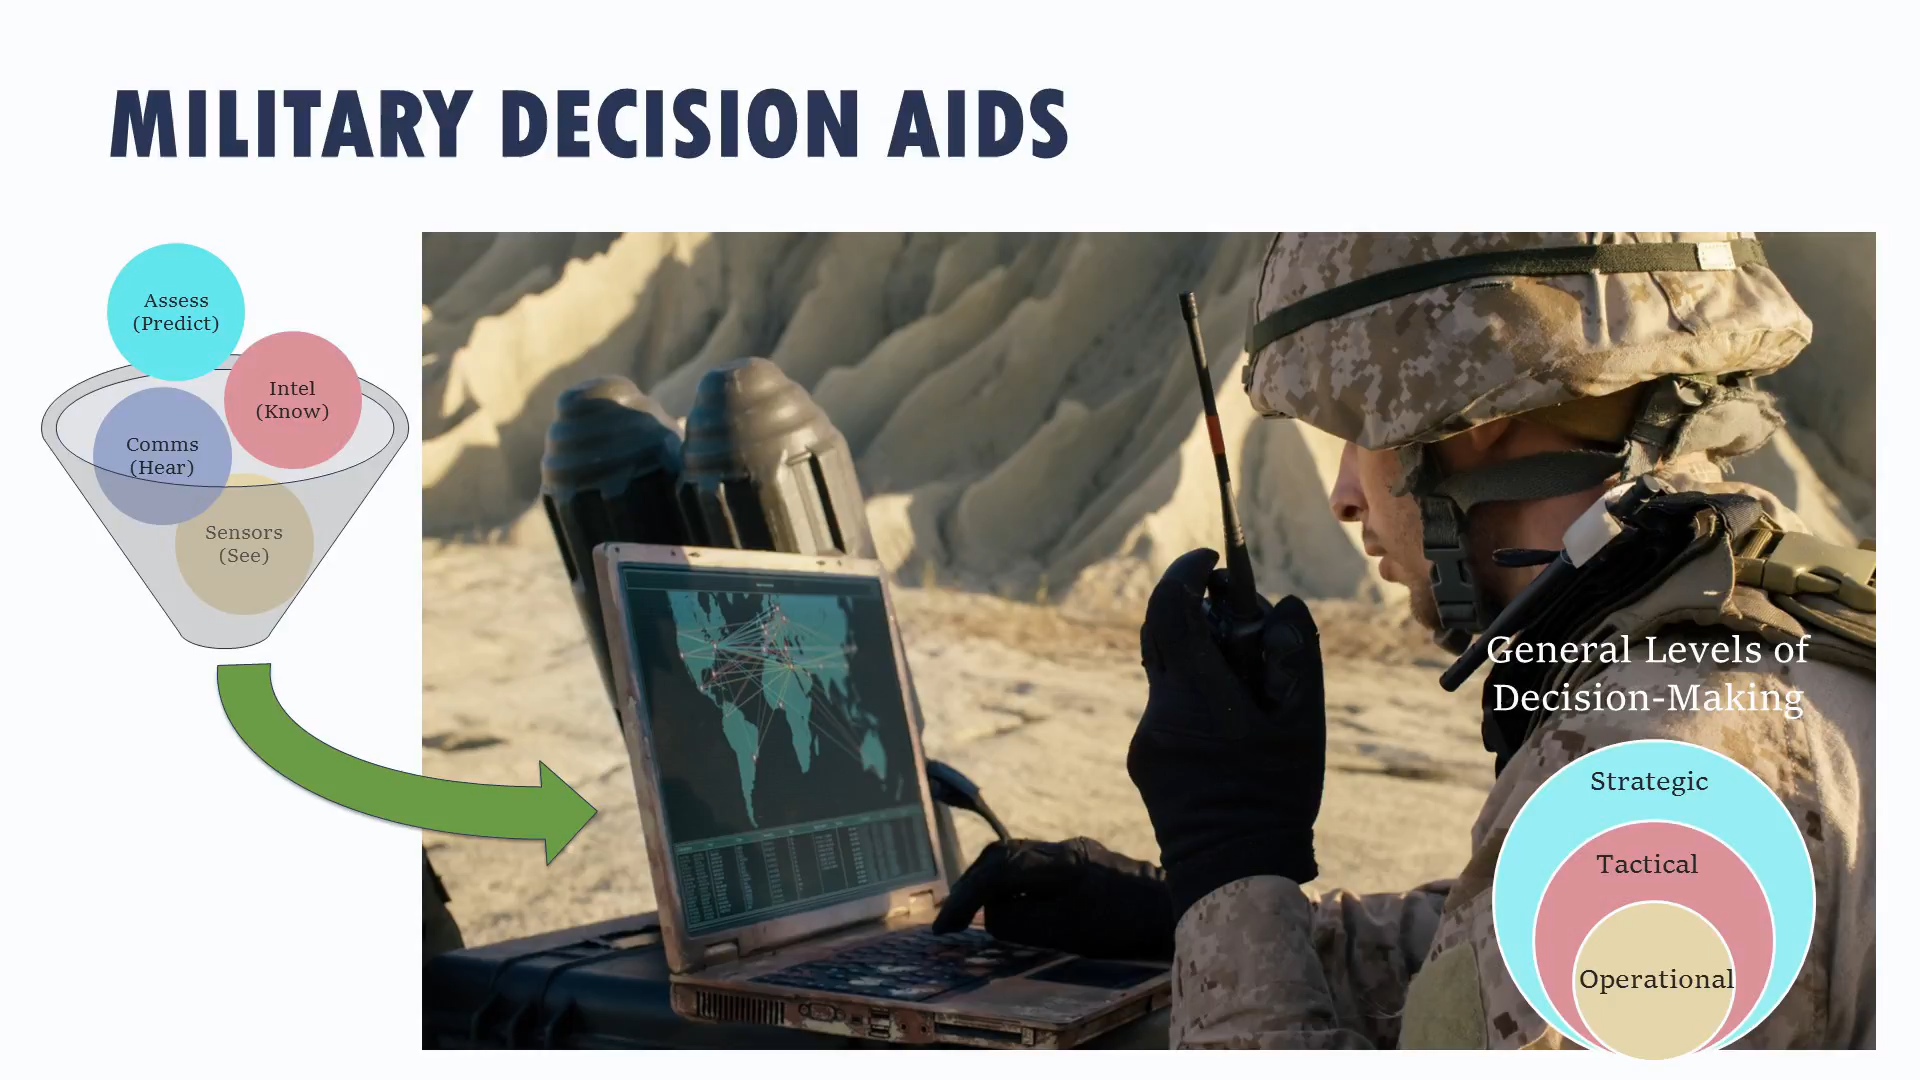 MILITARY DECISION AIDS
Assess
(Predict)
Intel
(Know)
Comms
(Hear)
Sensors
(See)
General Levels of
Decision-Making
Strategic
Tactical
Operational